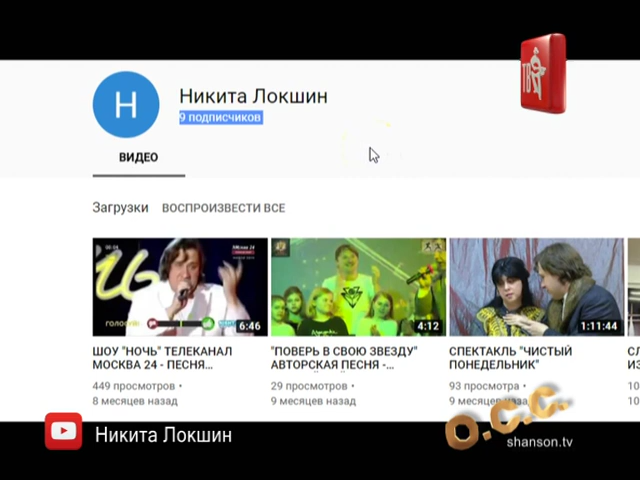 ТВ
Н
Никита Локшин
9 подписчиков
ВИДЕО
Загрузки ВОСПРОИЗВЕСТИ ВСЕ
6:46
4:12
1:11:44
ШОУ "НОЧЬ" ТЕЛЕКАНАЛ
МОСКВА 24 - ПЕСНЯ...
449 просмотров •
8 месяцев назад
"ПОВЕРЬ В СВОЮ ЗВЕЗДУ"
АВТОРСКАЯ ПЕСНЯ -...
29 просмотров •
9 месяцев назад
СПЕКТАКЛЬ "ЧИСТЫЙ
ПОНЕДЕЛЬНИК"
93 просмотра •
9 месяцев назад
Никита Локшин
О.С.С.
shanson.tv